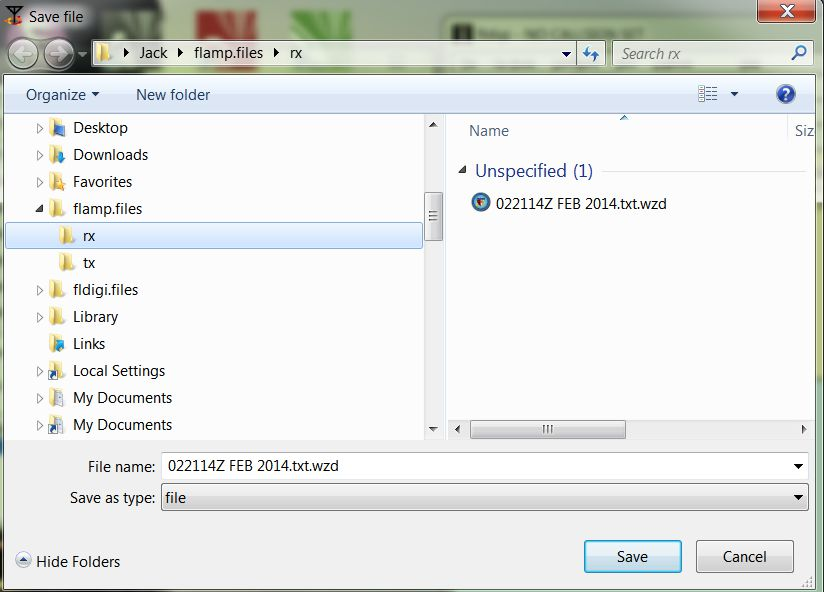 Save file
Jack flamp.files rx
Search rx
Organize New folder
Desktop
Downloads
Favorites
flamp.files
rx
tx
fldigi.files
Library
Links
Local Settings
My Documents
My Documents
Name Siz
Unspecified (1)
022114Z FEB 2014.txt.wzd
File name: 022114Z FEB 2014.txt.wzd
Save as type: file
Hide Folders
Save Cancel